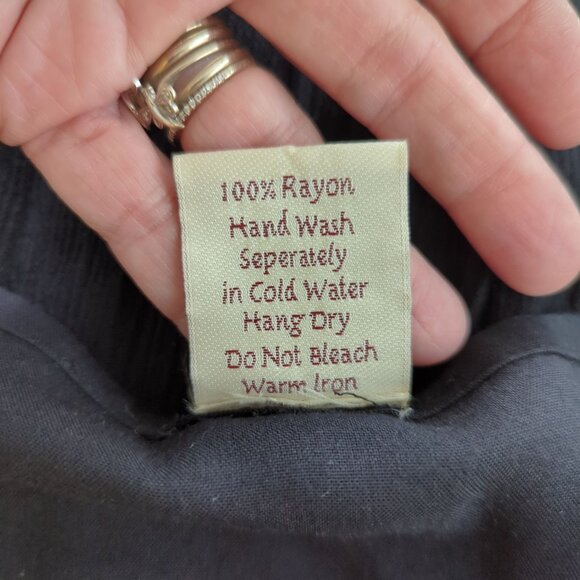 100% Rayon
Hand Wash
Seperately
in Cold Water
Hang Dry
Do Not Bleach
Warm Iron